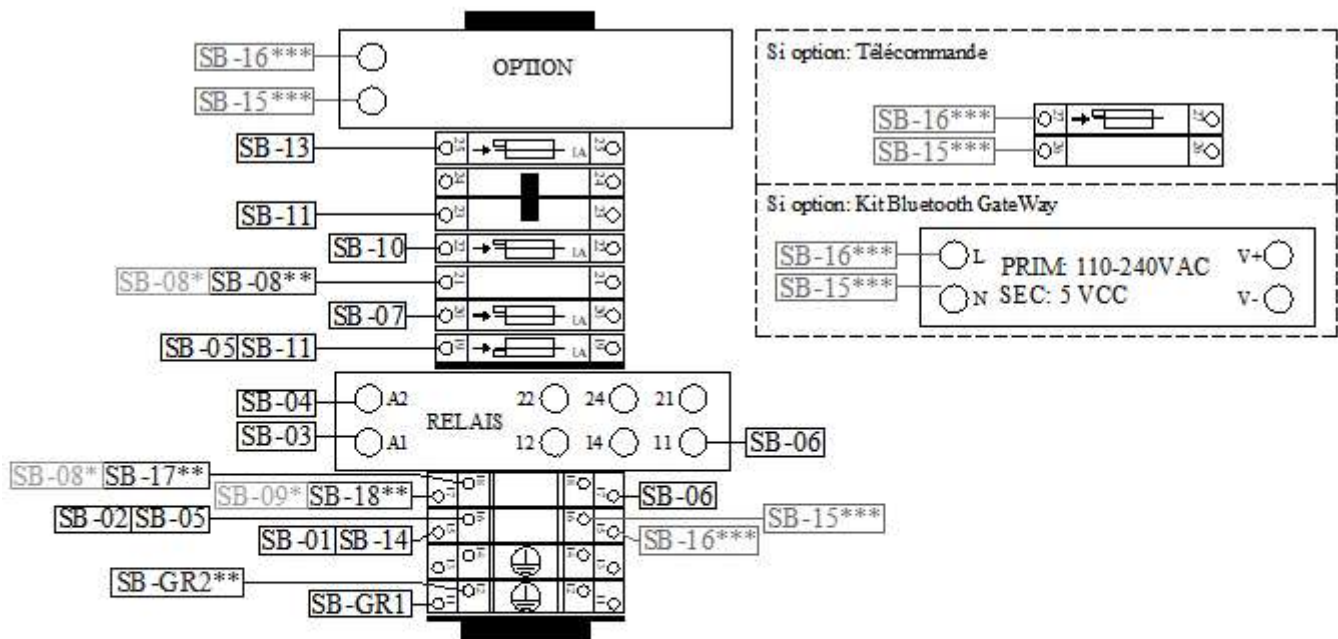 SB-16***
OPTION
SB-15***
SB-13
SB-11
SB-10
SB-08* SB-08**
SB-07
SB-05 SB-11
1A
1A
1A
1A
SB-04
A2
RELAIS
22
24
21
SB-03
A1
12
14
11
SB-06
SB-08* SB-17**
SB-09* SB-18**
SB-06
SB-02 SB-05
SB-15***
SB-01 SB-14
SB-16***
SB-GR2**
SB-GR1
Si option: Télécommande
SB-16***
SB-15***
Si option: Kit Bluetooth GateWay
SB-16***
L
PRIM: 110-240VAC
V+
SB-15***
N
SEC: 5 VCC
V-